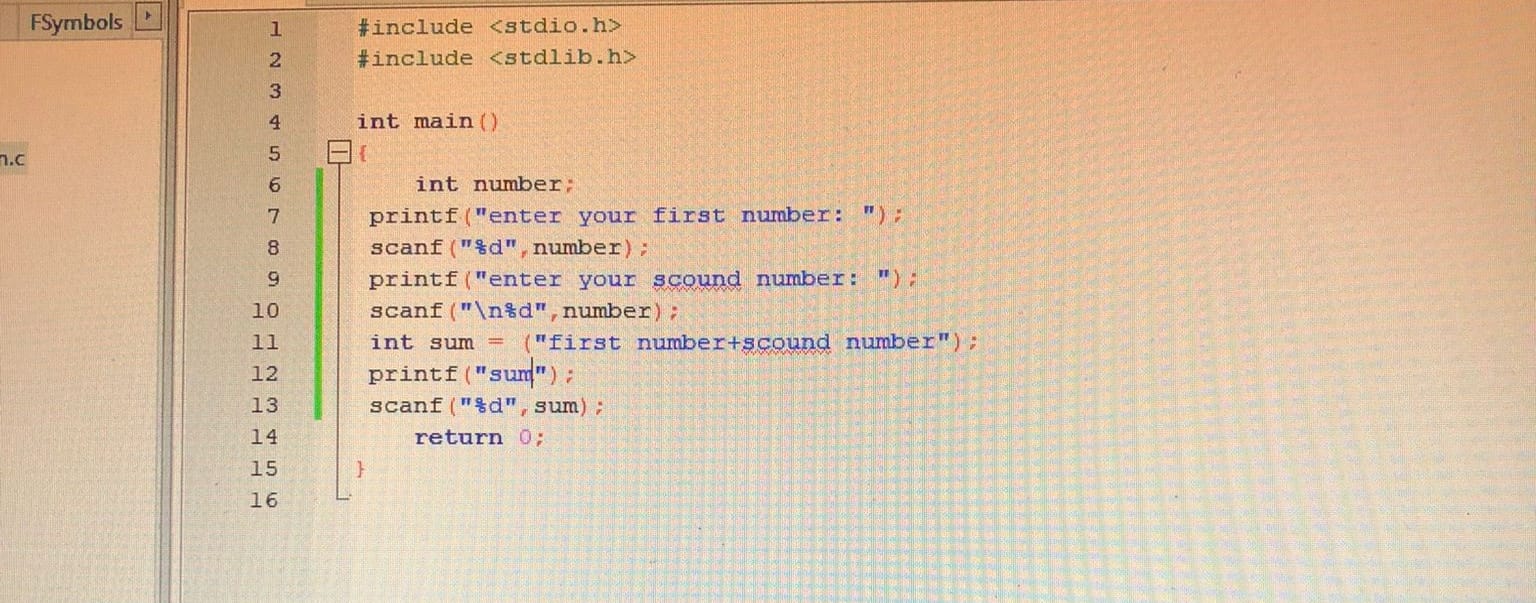 FSymbols
n.c
1 #include <stdio.h>
2 #include <stdlib.h>
3
4 int main()
5 {
6 int number;
7 printf("enter your first number: ");
8 scanf("%d",number);
9 printf("enter your scound number: ");
10 scanf("\n%d",number);
11 int sum = ("first number+scound number");
12 printf("sum");
13 scanf("%d",sum);
14 return 0;
15 }
16